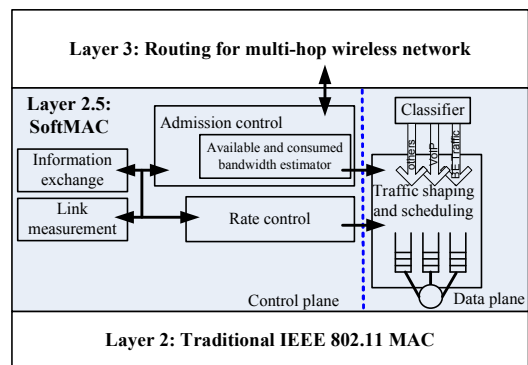 Layer 3: Routing for multi-hop wireless network
Layer 2.5:
SoftMAC
Admission control
Available and consumed
bandwidth estimator
Information
exchange
Link
measurement
Rate control
Control plane
Classifier
others
VoIP
BE Traffic
Traffic shaping
and scheduling
Data plane
Layer 2: Traditional IEEE 802.11 MAC